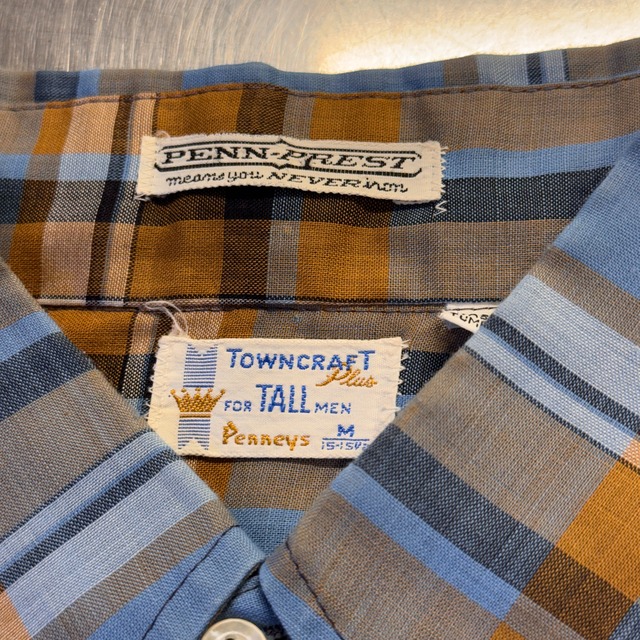 PENN-PREST
means you NEVER iron
TOWNCRAFT
Plus
FOR TALL MEN
Penneys
M
15-15½